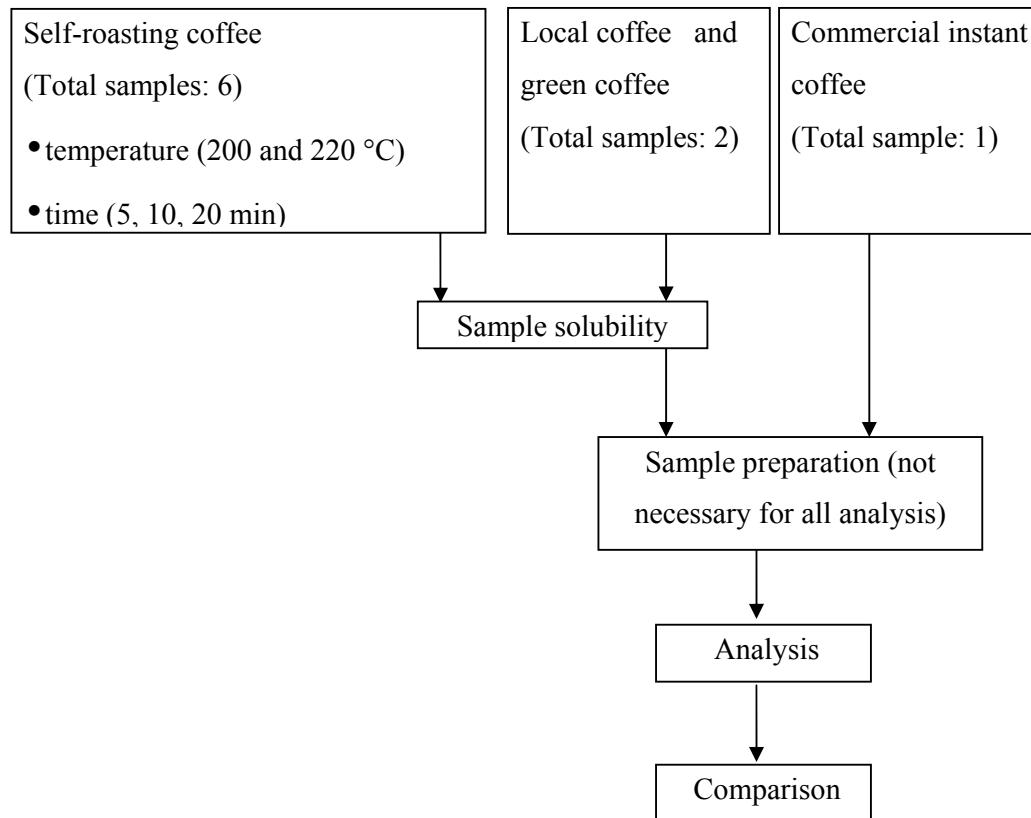 Self-roasting coffee
(Total samples: 6)
•temperature (200 and 220 °C)
•time (5, 10, 20 min)
Local coffee and
green coffee
(Total samples: 2)
Commercial instant
coffee
(Total sample: 1)
Sample solubility
Sample preparation (not
necessary for all analysis)
Analysis
Comparison